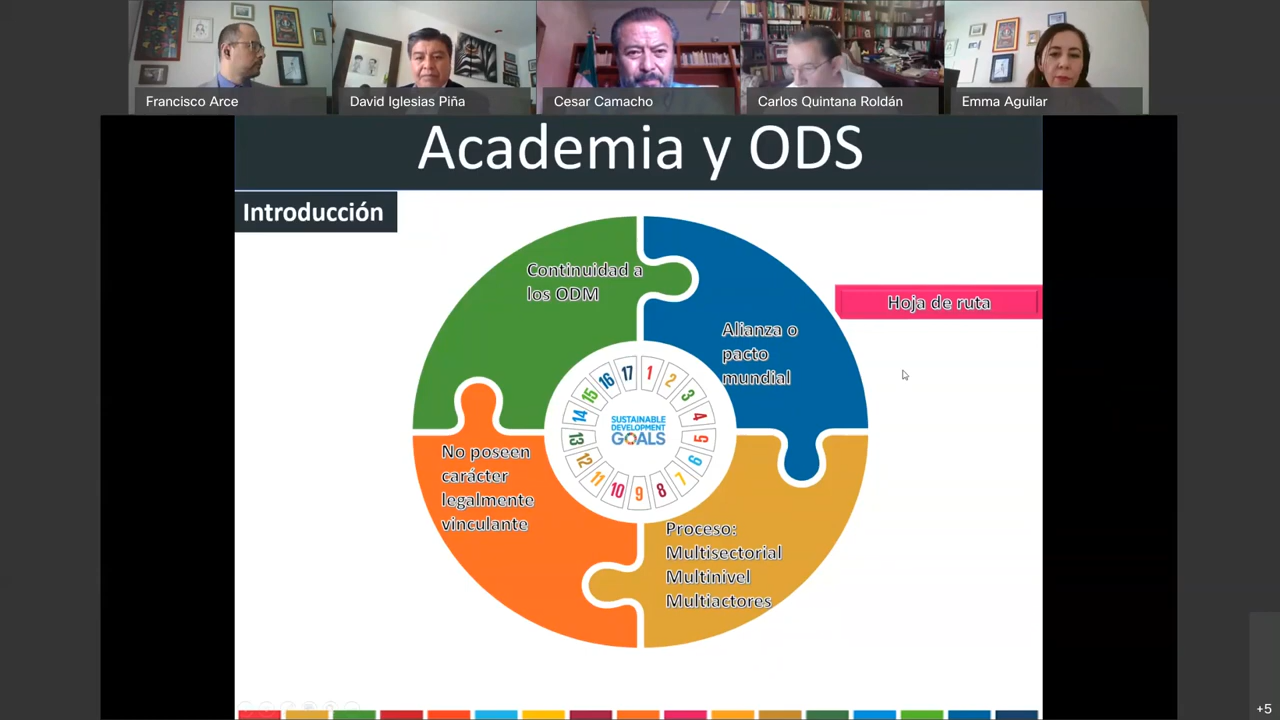 Francisco Arce
David Iglesias Piña
Cesar Camacho
Carlos Quintana Roldán
Emma Aguilar
Academia y ODS
Introducción
Continuidad a
los ODM
Alianza o
pacto
mundial
Hoja de ruta
1
2
3
4
5
6
7
8
9
10
11
12
13
14
15
16
17
SUSTAINABLE
DEVELOPMENT
GOALS
No poseen
carácter
legalmente
vinculante
Proceso:
Multisectorial
Multinivel
Multiactores
+5